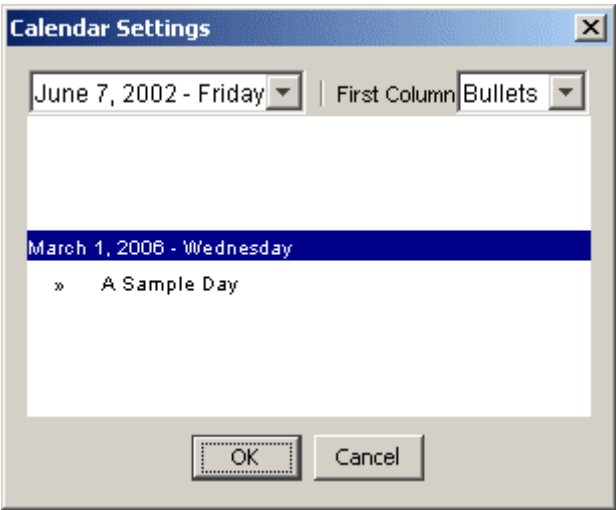 Calendar Settings
June 7, 2002 - Friday | First Column Bullets
March 1, 2006 - Wednesday
» A Sample Day
OK Cancel